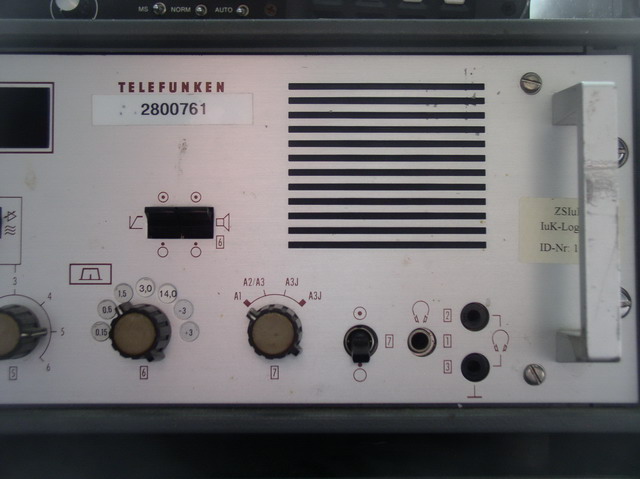 MS NORM AUTO
TELEFUNKEN
2800761
ZSIu
IuK-Log
ID-Nr: 1
6
3
4
5
6
5
0.15
0.5
1,5
3,0
14,0
-3
-3
6
A1
A2/A3
A3J
A3J
7
7
2
1
3